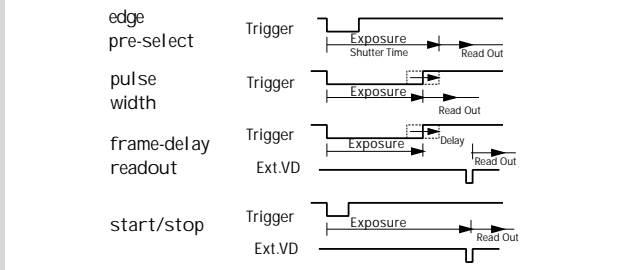 edge
pre-select
Trigger
Exposure
Shutter Time
Read Out
pulse
width
Trigger
Exposure
Read Out
frame-delay
readout
Trigger
Delay
Exposure
Read Out
Ext.VD
start/stop
Trigger
Exposure
Read Out
Ext.VD